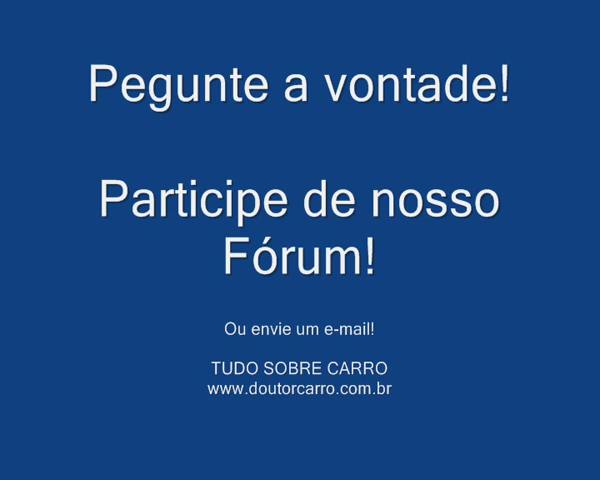 Pegunte a vontade!
Participe de nosso
Fórum!
Ou envie um e-mail!
TUDO SOBRE CARRO
www.doutorcarro.com.br